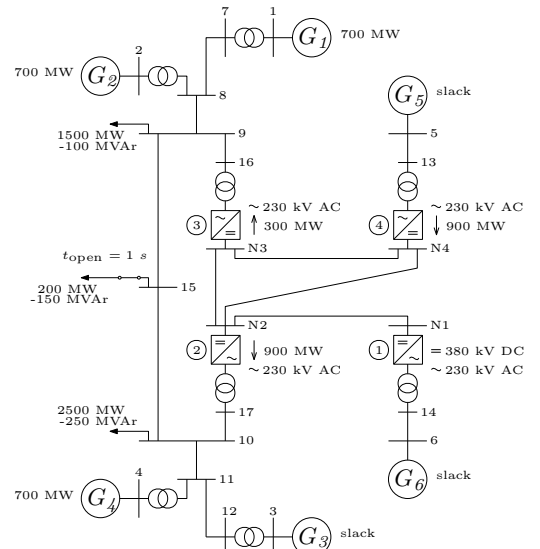 7 1
G1 700 MW
2
700 MW G2
8
G5 slack
1500 MW
-100 MVAr
9 5
16 13
~ 230 kV AC ~ 230 kV AC
3 ~ = 300 MW 4 ~ = 900 MW
N3 N4
topen = 1 s
200 MW
-150 MVAr
15
N2 N1
2 = ~ 900 MW 1 = ~ = 380 kV DC
~ 230 kV AC ~ 230 kV AC
17 14
2500 MW
-250 MVAr
10 6
11
4
700 MW G4
G6 slack
12 3
G3 slack